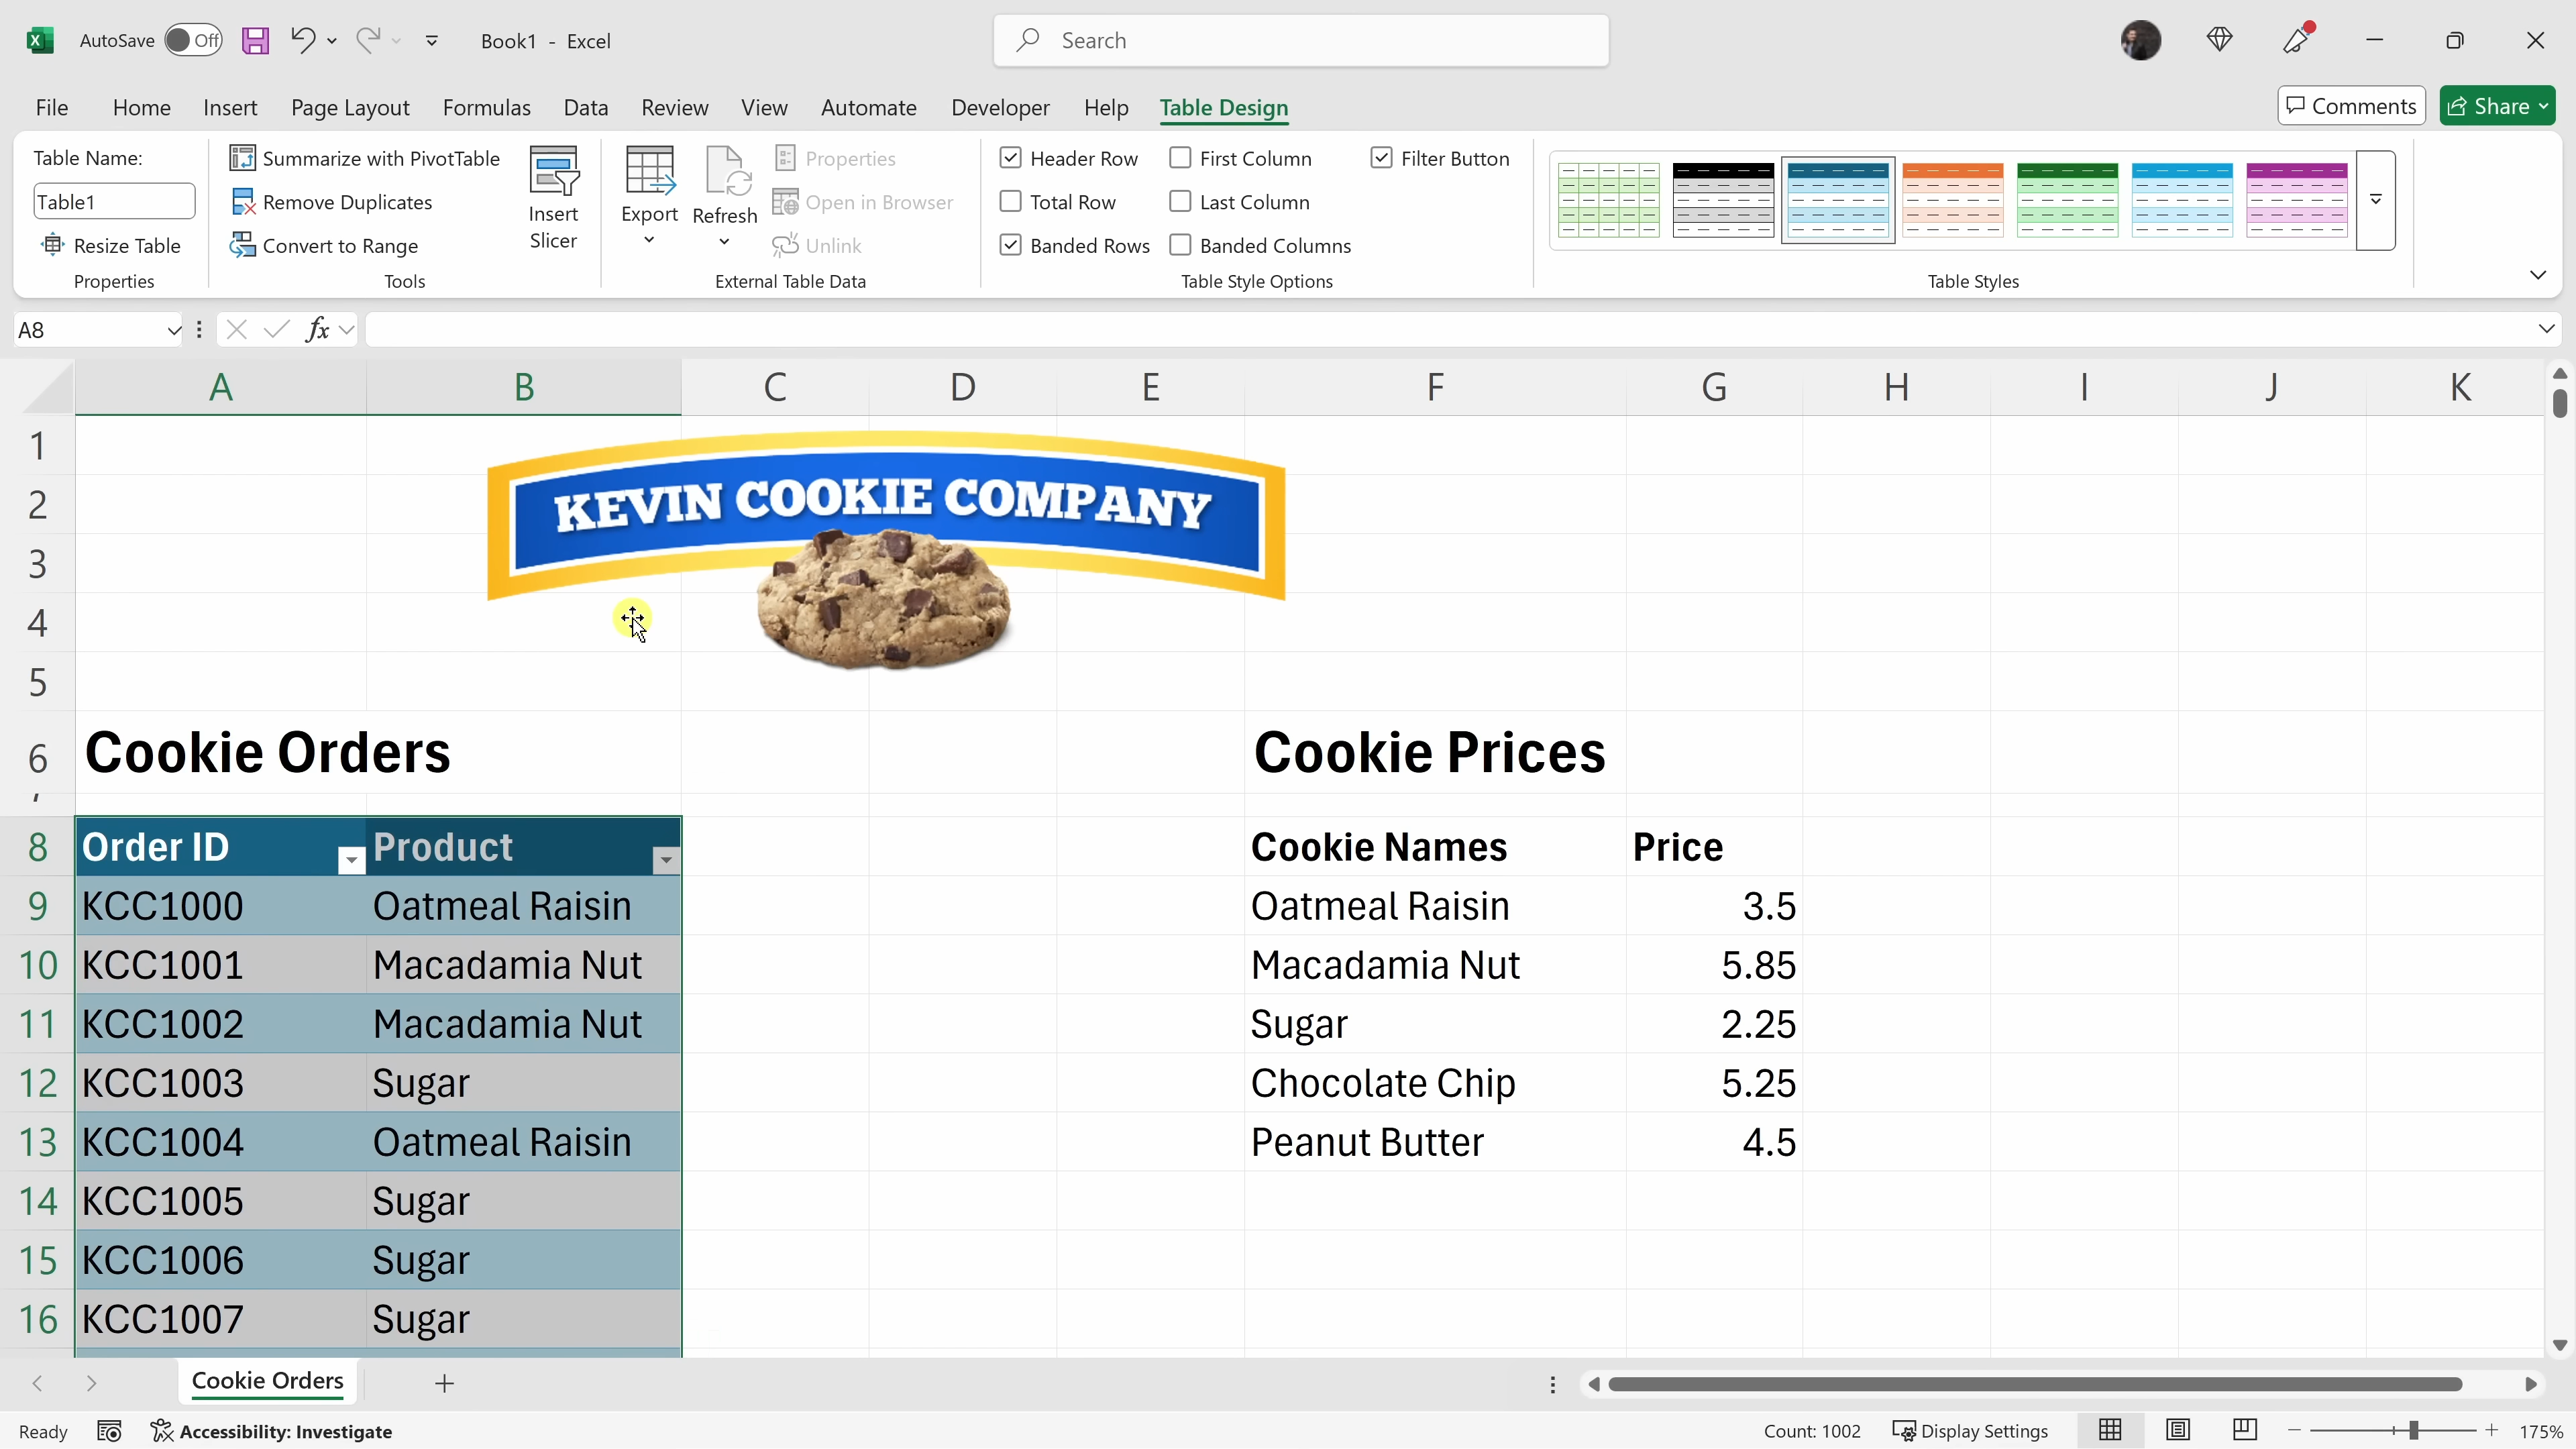 AutoSave Off Book1 - Excel Search
File Home Insert Page Layout Formulas Data Review View Automate Developer Help Table Design Comments Share
Table Name:
Table1
Resize Table
Properties
Summarize with PivotTable
Remove Duplicates
Convert to Range
Tools
Insert
Slicer
Export
Refresh
Properties
Open in Browser
Unlink
External Table Data
Header Row First Column Filter Button
Total Row Last Column
Banded Rows Banded Columns
Table Style Options
Table Styles
A8 fx
A B C D E F G H I J K
1
2
3
4
5
KEVIN COOKIE COMPANY
6 Cookie Orders Cookie Prices
8 Order ID Product Cookie Names Price
9 KCC1000 Oatmeal Raisin Oatmeal Raisin 3.5
10 KCC1001 Macadamia Nut Macadamia Nut 5.85
11 KCC1002 Macadamia Nut Sugar 2.25
12 KCC1003 Sugar Chocolate Chip 5.25
13 KCC1004 Oatmeal Raisin Peanut Butter 4.5
14 KCC1005 Sugar
15 KCC1006 Sugar
16 KCC1007 Sugar
Cookie Orders
Ready Accessibility: Investigate Count: 1002 Display Settings 175%